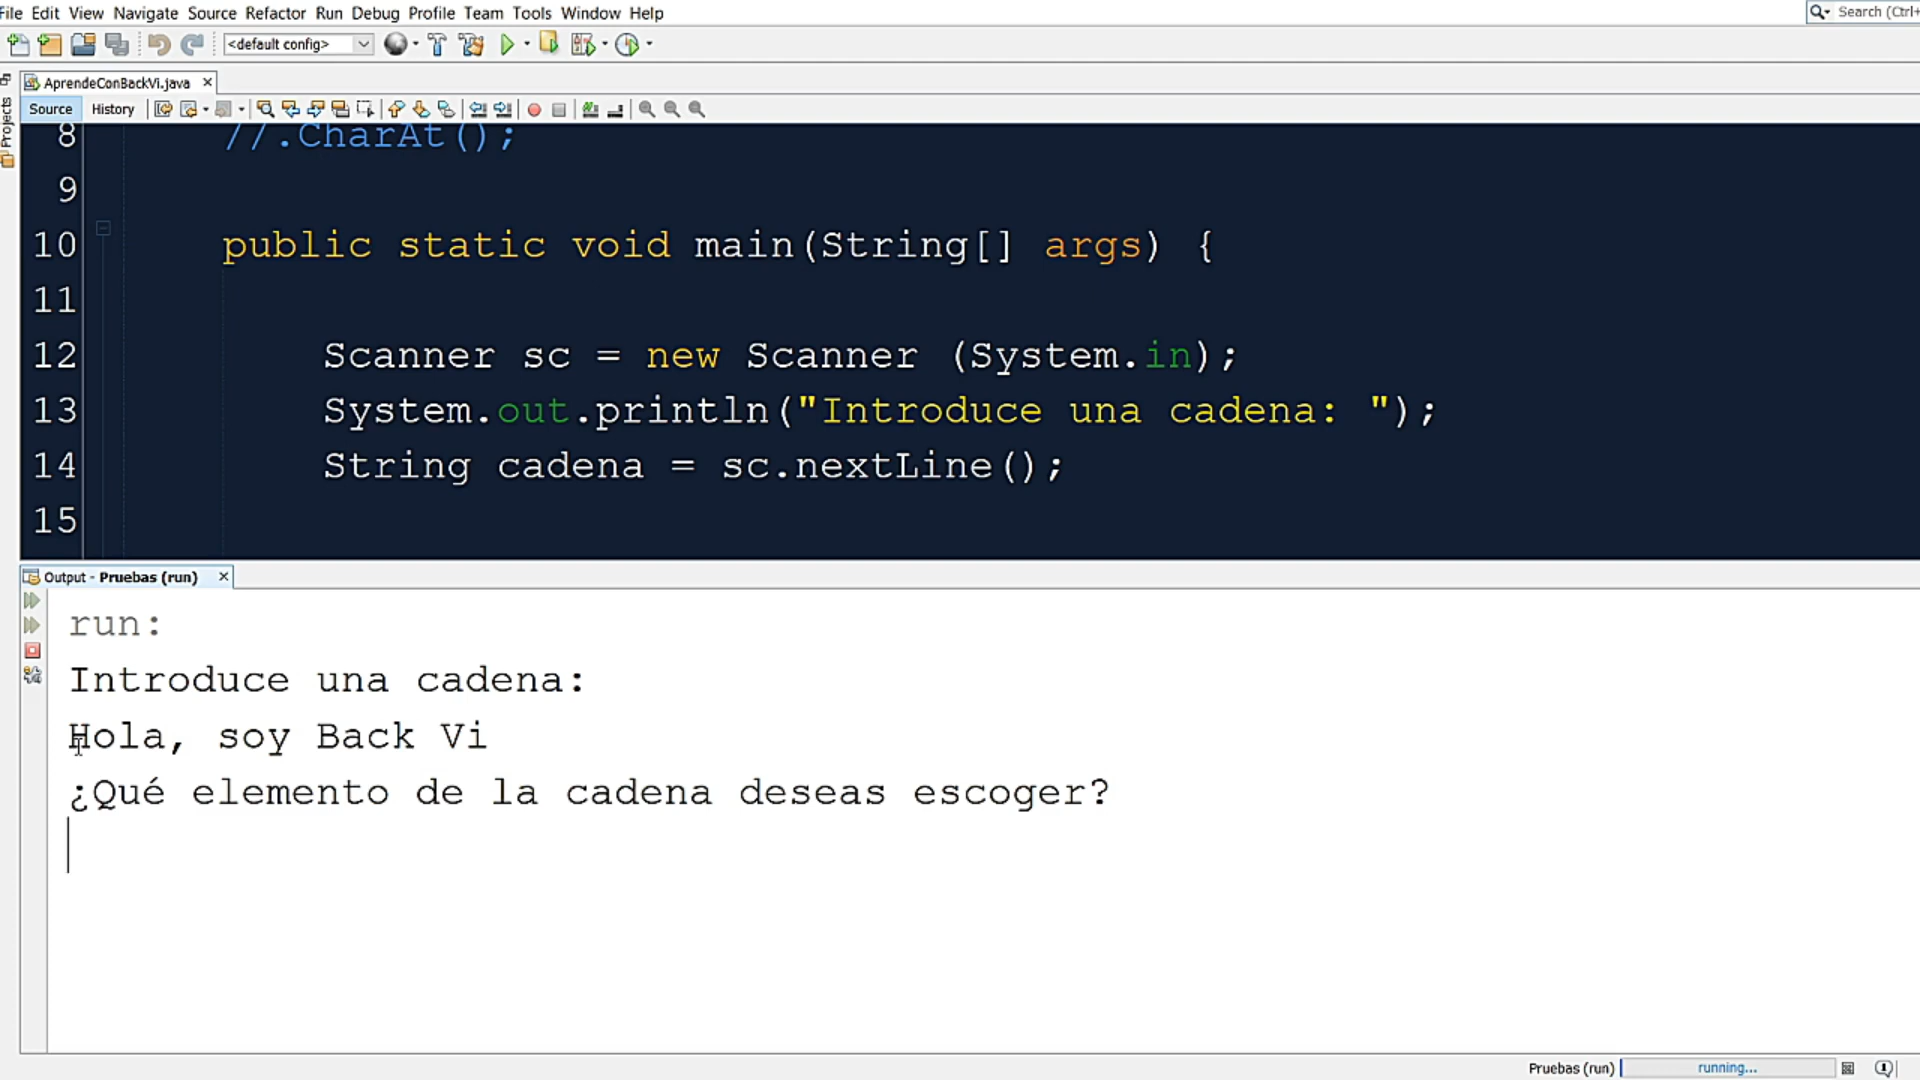 File Edit View Navigate Source Refactor Run Debug Profile Team Tools Window Help
Search (Ctrl+
<default config>
AprendeConBackVi.java
Projects
Source History
8 //.CharAt();
9
10 public static void main(String[] args) {
11
12 Scanner sc = new Scanner (System.in);
13 System.out.println("Introduce una cadena: ");
14 String cadena = sc.nextLine();
15
Output - Pruebas (run)
run:
Introduce una cadena:
Hola, soy Back Vi
¿Qué elemento de la cadena deseas escoger?
Pruebas (run) running...